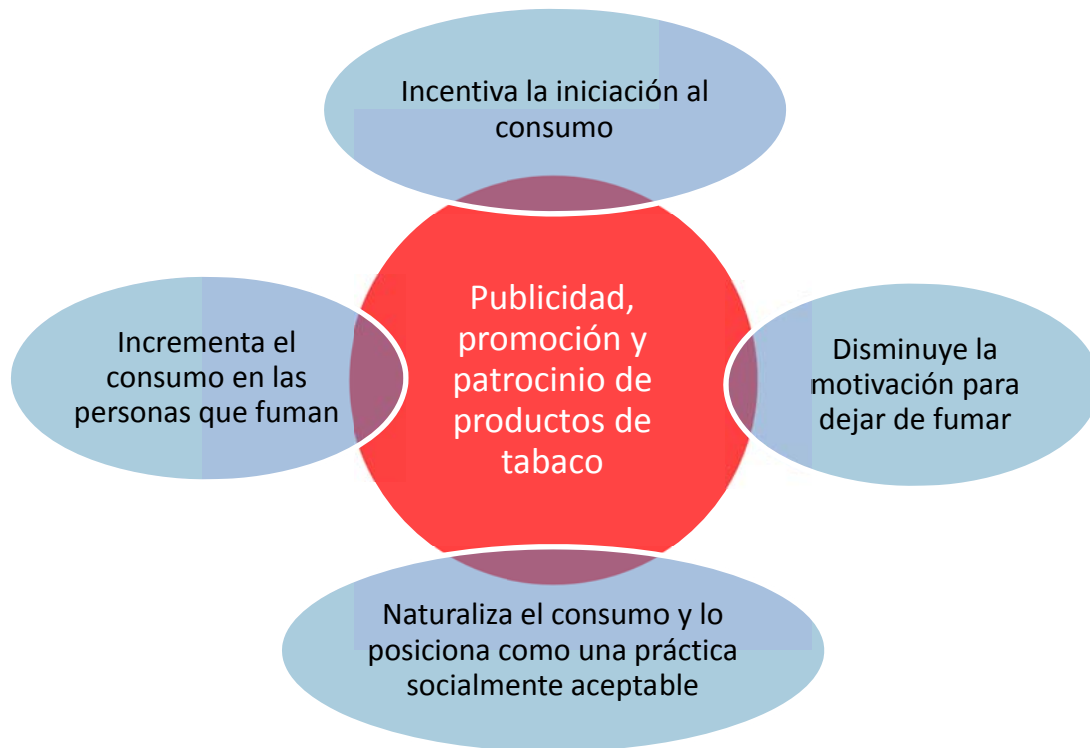 Incentiva la iniciación al
consumo
Publicidad,
promoción y
patrocinio de
productos de
tabaco
Incrementa el
consumo en las
personas que fuman
Disminuye la
motivación para
dejar de fumar
Naturaliza el consumo y lo
posiciona como una práctica
socialmente aceptable